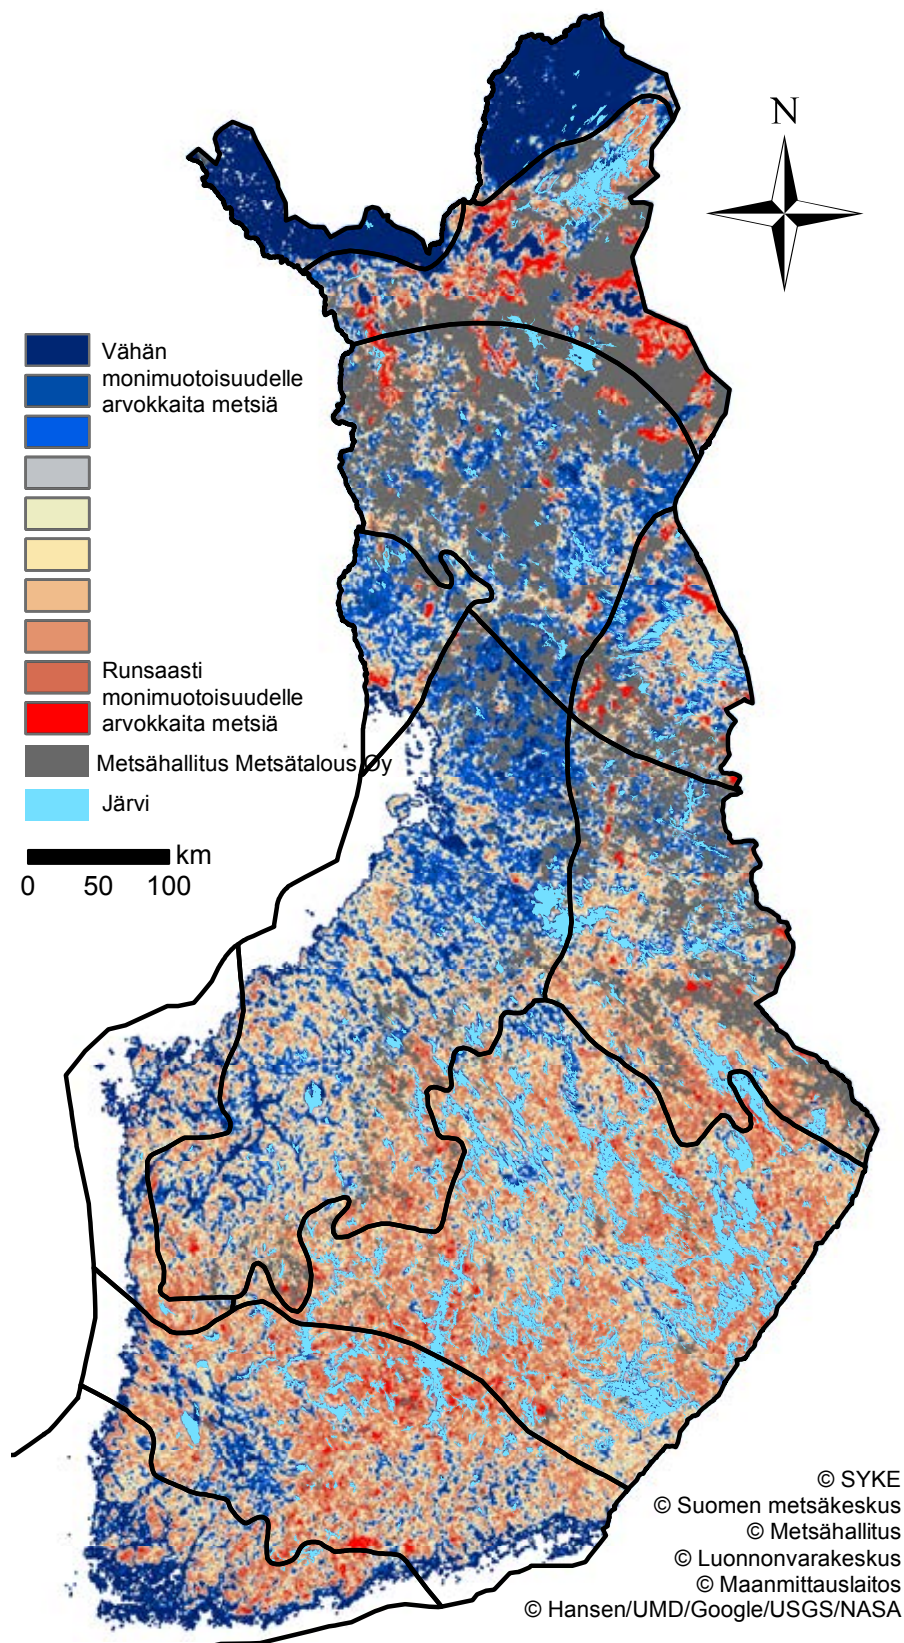 N
Vähän
monimuotoisuudelle
arvokkaita metsiä
Runsaasti
monimuotoisuudelle
arvokkaita metsiä
Metsähallitus Metsätalous Oy
Järvi
km
0 50 100
© SYKE
© Suomen metsäkeskus
© Metsähallitus
© Luonnonvarakeskus
© Maanmittauslaitos
© Hansen/UMD/Google/USGS/NASA